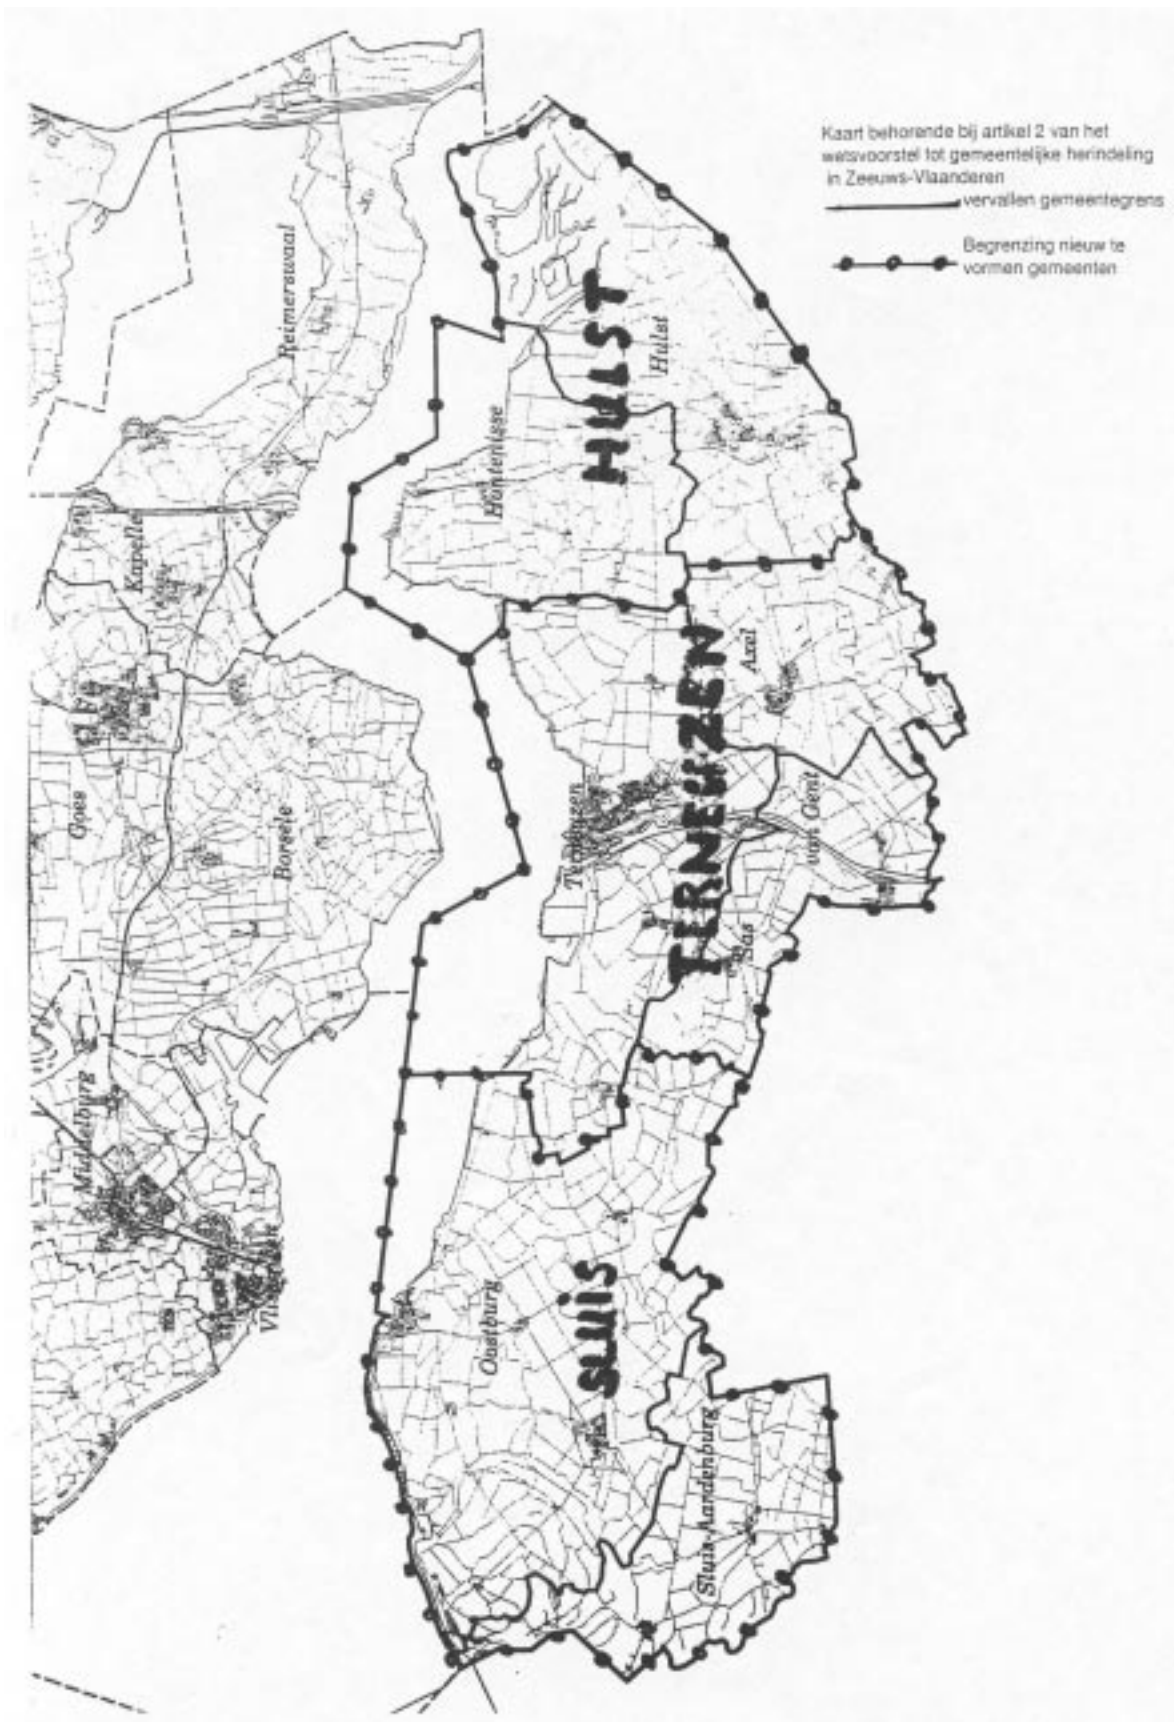 Kaart behorende bij artikel 2 van het
wetsvoorstel tot gemeentelijke herindeling
in Zeeuws-Vlaanderen
vervallen gemeentegrens
Begrenzing nieuw te
vormen gemeenten
Reimerswaal
Kapelle
Goes
Borsele
Middelburg
HULST
Hulst
Hontenisse
TERNEUZEN
Axel
Terneuzen
Sas
van Gent
SLUIS
Oostburg
Sluis-Aardenburg